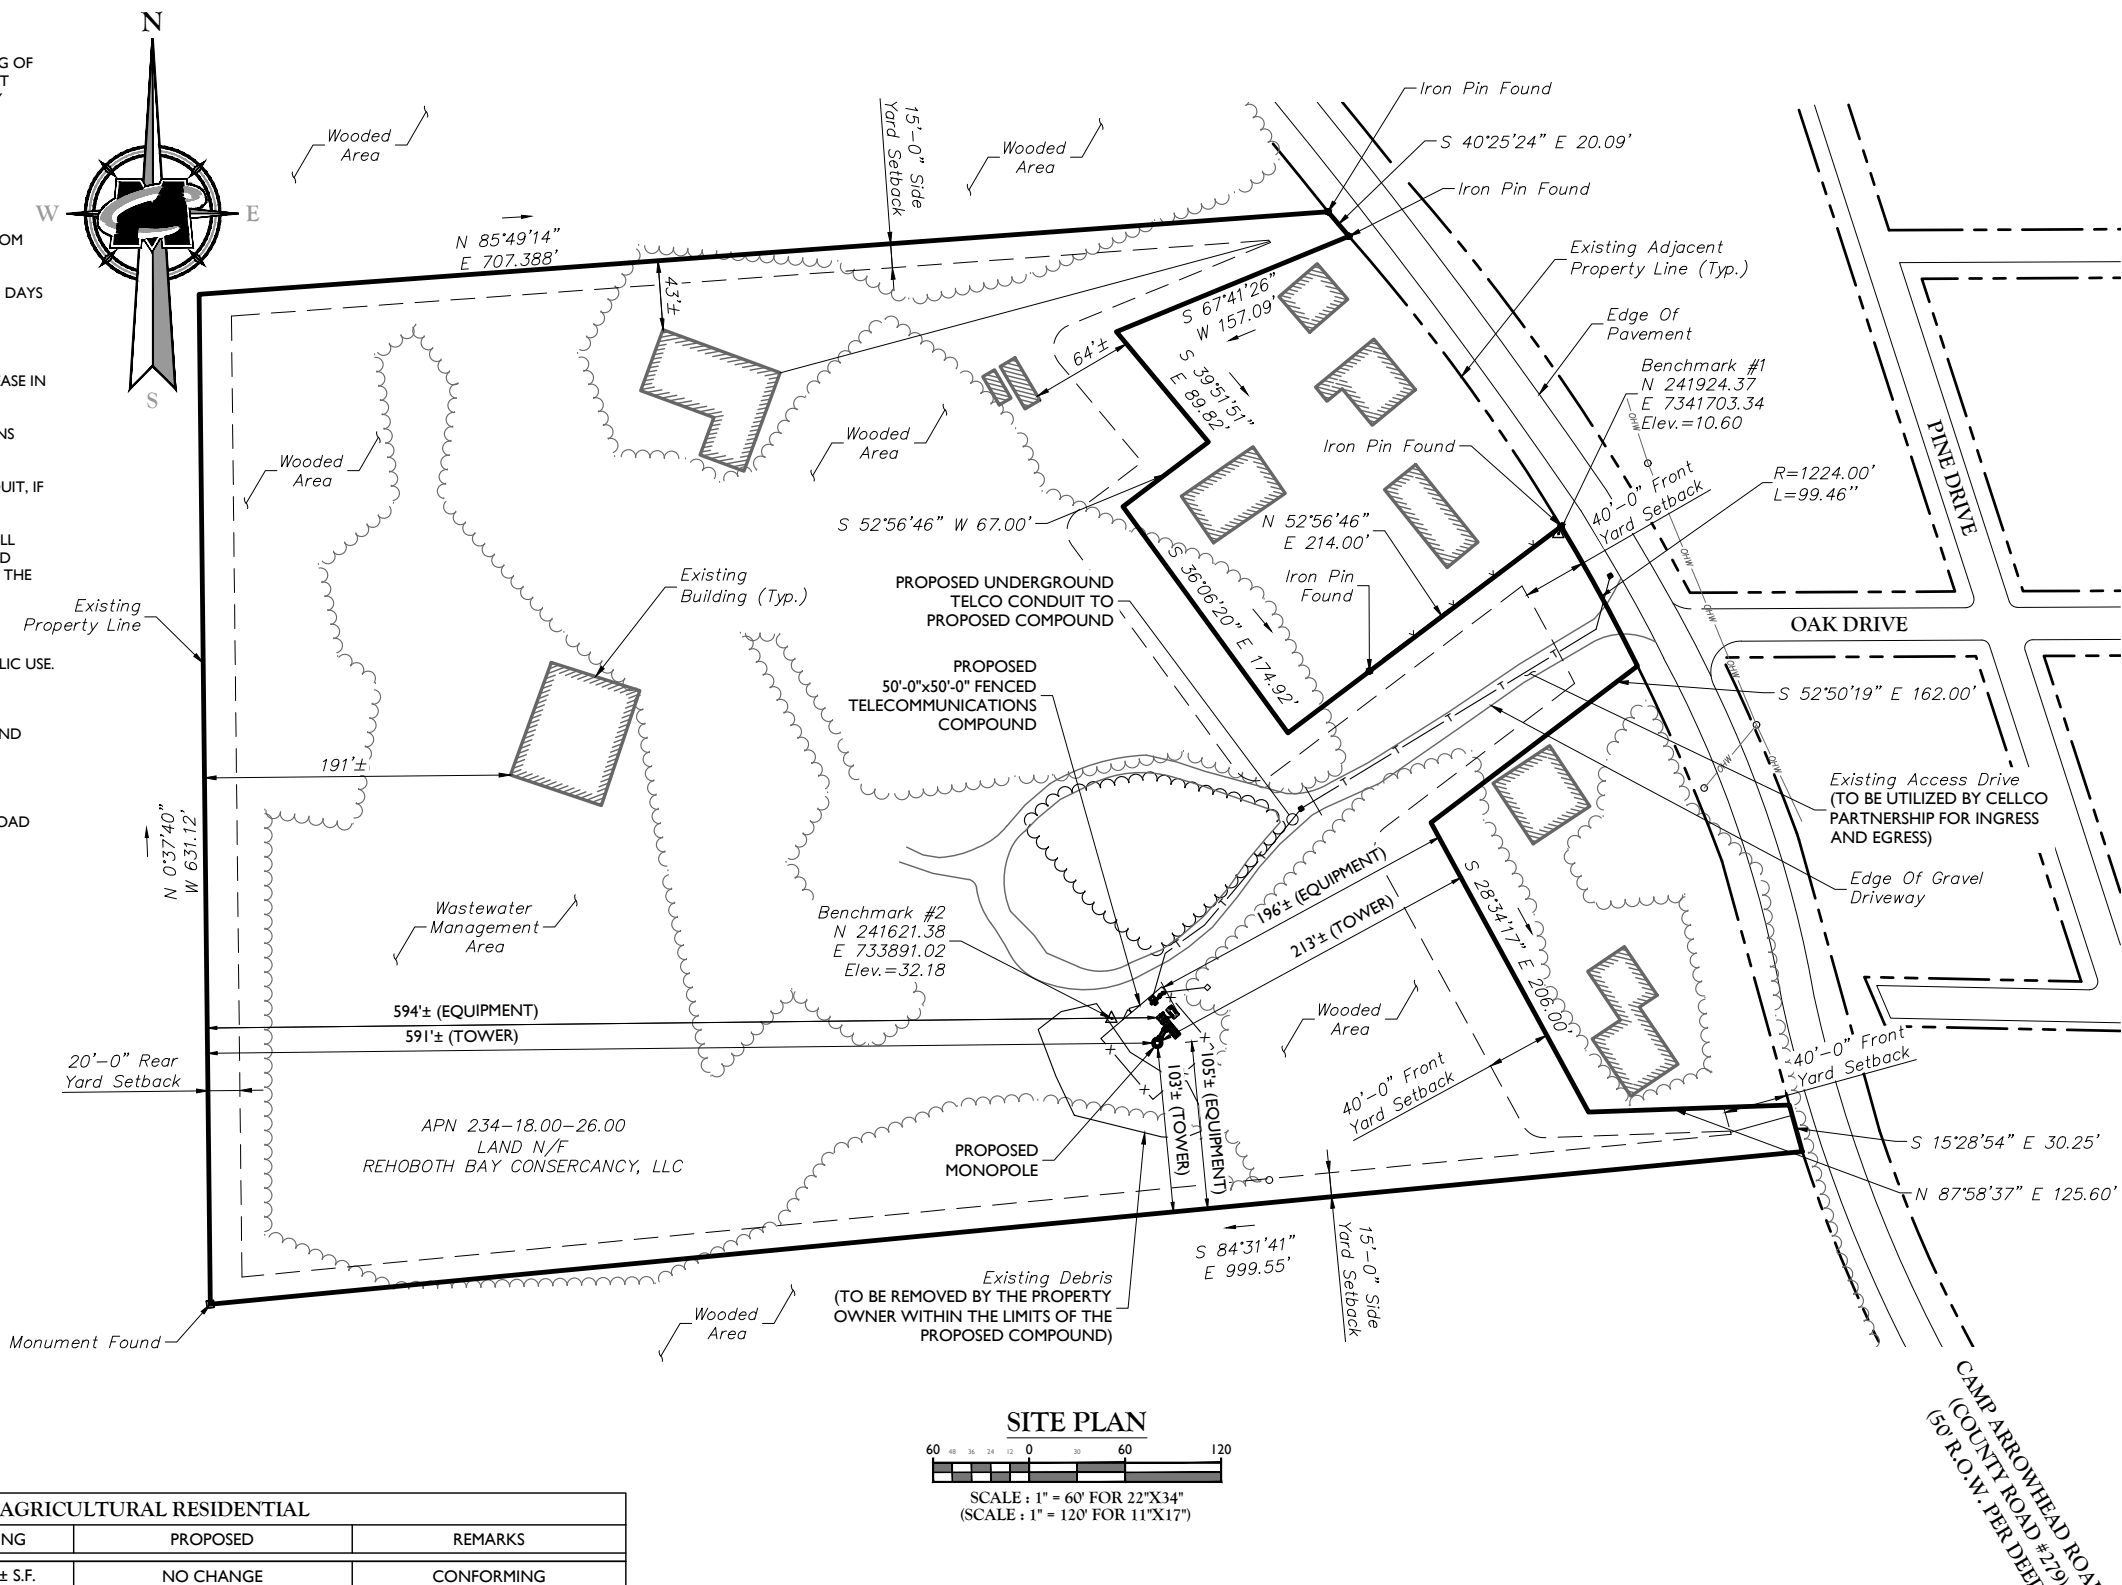 N
W
E
S
G OF
T
Y
OM
DAYS
EASE IN
NS
UIT, IF
LL
D
THE
LIC USE.
ND
OAD
Wooded
Area
15'-0" Side
Yard Setback
Wooded
Area
Iron Pin Found
S 40°25'24" E 20.09'
Iron Pin Found
N 85°49'14"
E 707.388'
Existing Adjacent
Property Line (Typ.)
43'±
S 67°41'26"
W 157.09'
Edge Of
Pavement
64'±
S 39°51'51"
E 89.82'
Benchmark #1
N 241924.37
E 7341703.34
Elev.=10.60
OHW
PINE DRIVE
Wooded
Area
Wooded
Area
Iron Pin Found
40'-0" Front
Yard Setback
R=1224.00'
L=99.46"
S 52°56'46" W 67.00'
N 52°56'46"
E 214.00'
OHW
Existing
Building (Typ.)
PROPOSED UNDERGROUND
TELCO CONDUIT TO
PROPOSED COMPOUND
S 36°06'20" E 174.92'
Iron Pin
Found
Existing
Property Line
OHW
OAK DRIVE
PROPOSED
50'-0"x50'-0" FENCED
TELECOMMUNICATIONS
COMPOUND
T
T
T
T
OHW
S 52°50'19" E 162.00'
191'±
OHW
OHW
Existing Access Drive
(TO BE UTILIZED BY CELLCO
PARTNERSHIP FOR INGRESS
AND EGRESS)
N 0°37'40"
W 631.12'
196'± (EQUIPMENT)
S 28°34'17" E 206.00'
Edge Of Gravel
Driveway
Wastewater
Management
Area
Benchmark #2
N 241621.38
E 733891.02
Elev.=32.18
213'± (TOWER)
594'± (EQUIPMENT)
591'± (TOWER)
Wooded
Area
20'-0" Rear
Yard Setback
103'± (TOWER)
105'± (EQUIPMENT)
40'-0" Front
Yard Setback
40'-0" Front
Yard Setback
APN 234-18.00-26.00
LAND N/F
REHOBOTH BAY CONSERCANCY, LLC
PROPOSED
MONOPOLE
S 15°28'54" E 30.25'
N 87°58'37" E 125.60'
S 84°31'41"
E 999.55'
15'-0" Side
Yard Setback
Existing Debris
(TO BE REMOVED BY THE PROPERTY
OWNER WITHIN THE LIMITS OF THE
PROPOSED COMPOUND)
Wooded
Area
Monument Found
CAMP ARROWHEAD ROAD
(COUNTY ROAD #279)
(50' R.O.W. PER DEED
SITE PLAN
60 48 36 24 12 0 30 60 120
SCALE : 1" = 60' FOR 22"X34"
(SCALE : 1" = 120' FOR 11"X17")
AGRICULTURAL RESIDENTIAL
NG PROPOSED REMARKS
± S.F. NO CHANGE CONFORMING